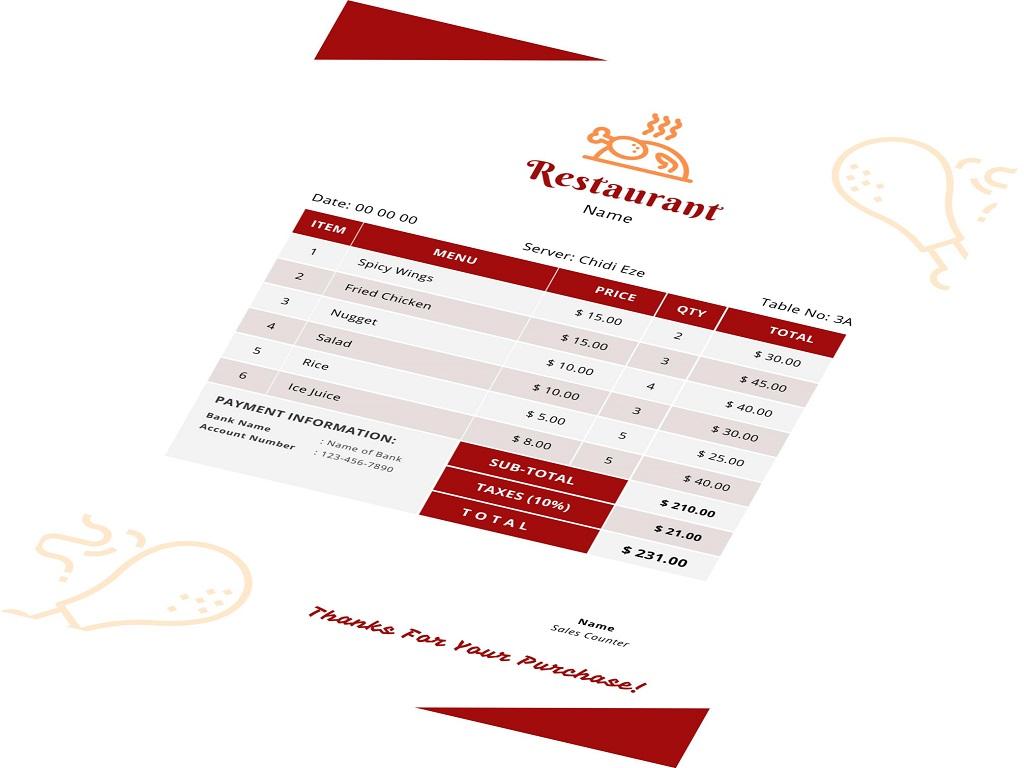 Restaurant
Name
Date: 00 00 00
Server: Chidi Eze
Table No: 3A
ITEM MENU PRICE QTY TOTAL
1 Spicy Wings $ 15.00 2 $ 30.00
2 Fried Chicken $ 15.00 3 $ 45.00
3 Nugget $ 10.00 4 $ 40.00
4 Salad $ 10.00 3 $ 30.00
5 Rice $ 5.00 5 $ 25.00
6 Ice Juice $ 8.00 5 $ 40.00
PAYMENT INFORMATION:
Bank Name : Name of Bank
Account Number : 123-456-7890
SUB-TOTAL $ 210.00
TAXES (10%) $ 21.00
TOTAL $ 231.00
Name
Sales Counter
Thanks For Your Purchase!